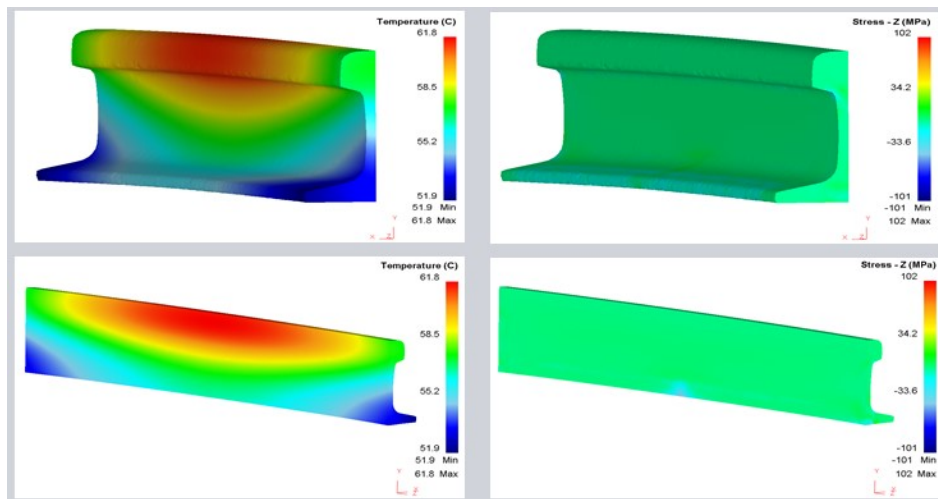 Temperature (C)
61.8
58.5
55.2
51.9
51.9 Min
61.8 Max
Y
X Z
Stress - Z (MPa)
102
34.2
-33.6
-101
-101 Min
102 Max
Y
X Z
Temperature (C)
61.8
58.5
55.2
51.9
51.9 Min
61.8 Max
Y
Stress - Z (MPa)
102
34.2
-33.6
-101
-101 Min
102 Max
Y